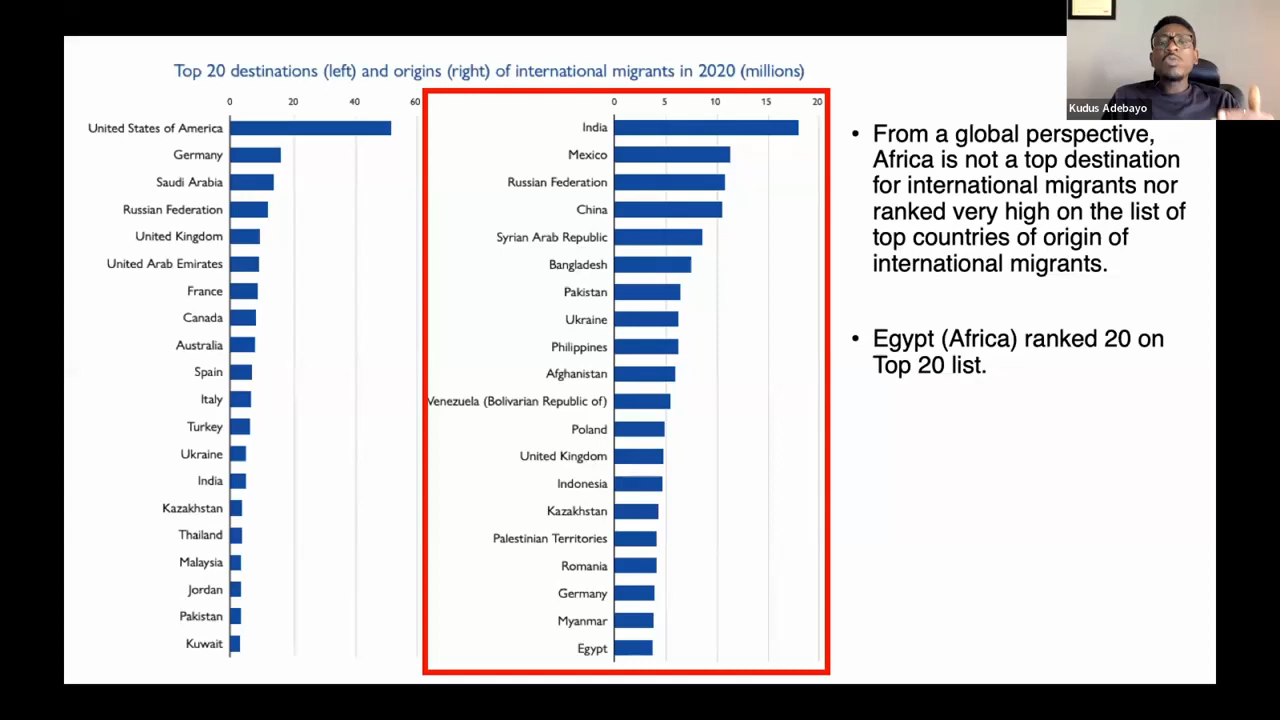 Top 20 destinations (left) and origins (right) of international migrants in 2020 (millions)
0 20 40 60
United States of America
Germany
Saudi Arabia
Russian Federation
United Kingdom
United Arab Emirates
France
Canada
Australia
Spain
Italy
Turkey
Ukraine
India
Kazakhstan
Thailand
Malaysia
Jordan
Pakistan
Kuwait
0 5 10 15 20
India
Mexico
Russian Federation
China
Syrian Arab Republic
Bangladesh
Pakistan
Ukraine
Philippines
Afghanistan
Venezuela (Bolivarian Republic of)
Poland
United Kingdom
Indonesia
Kazakhstan
Palestinian Territories
Romania
Germany
Myanmar
Egypt
Kudus Adebayo
• From a global perspective,
Africa is not a top destination
for international migrants nor
ranked very high on the list of
top countries of origin of
international migrants.
• Egypt (Africa) ranked 20 on
Top 20 list.